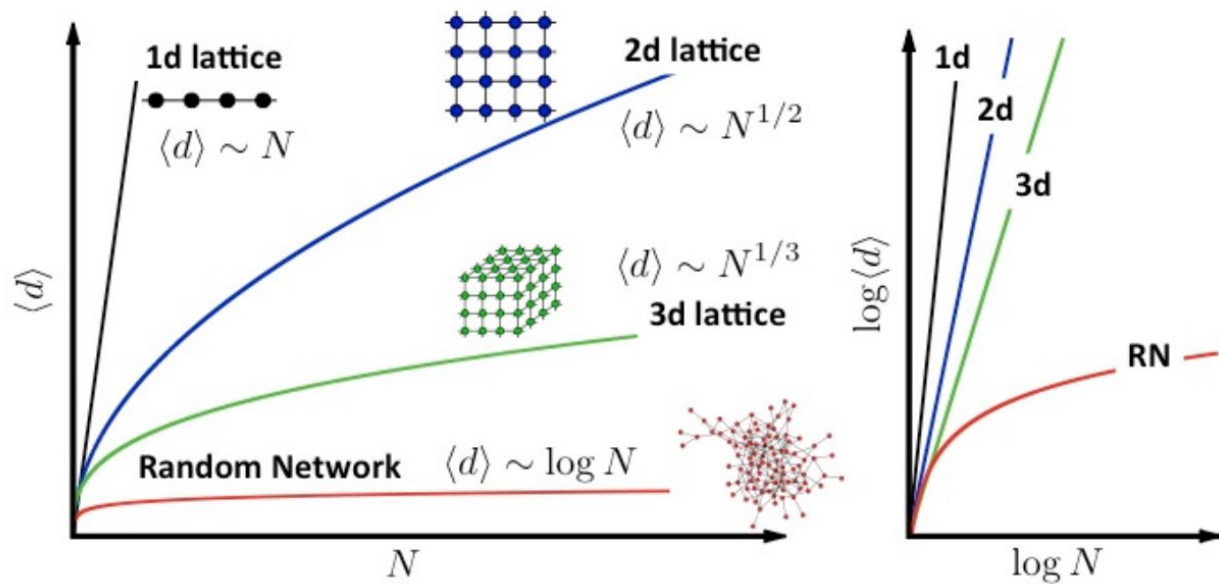 1d lattice
⟨d⟩ ∼ N
2d lattice
⟨d⟩ ∼ N^{1/2}
⟨d⟩ ∼ N^{1/3}
3d lattice
Random Network ⟨d⟩ ∼ log N
⟨d⟩
N
1d
2d
3d
RN
log⟨d⟩
log N